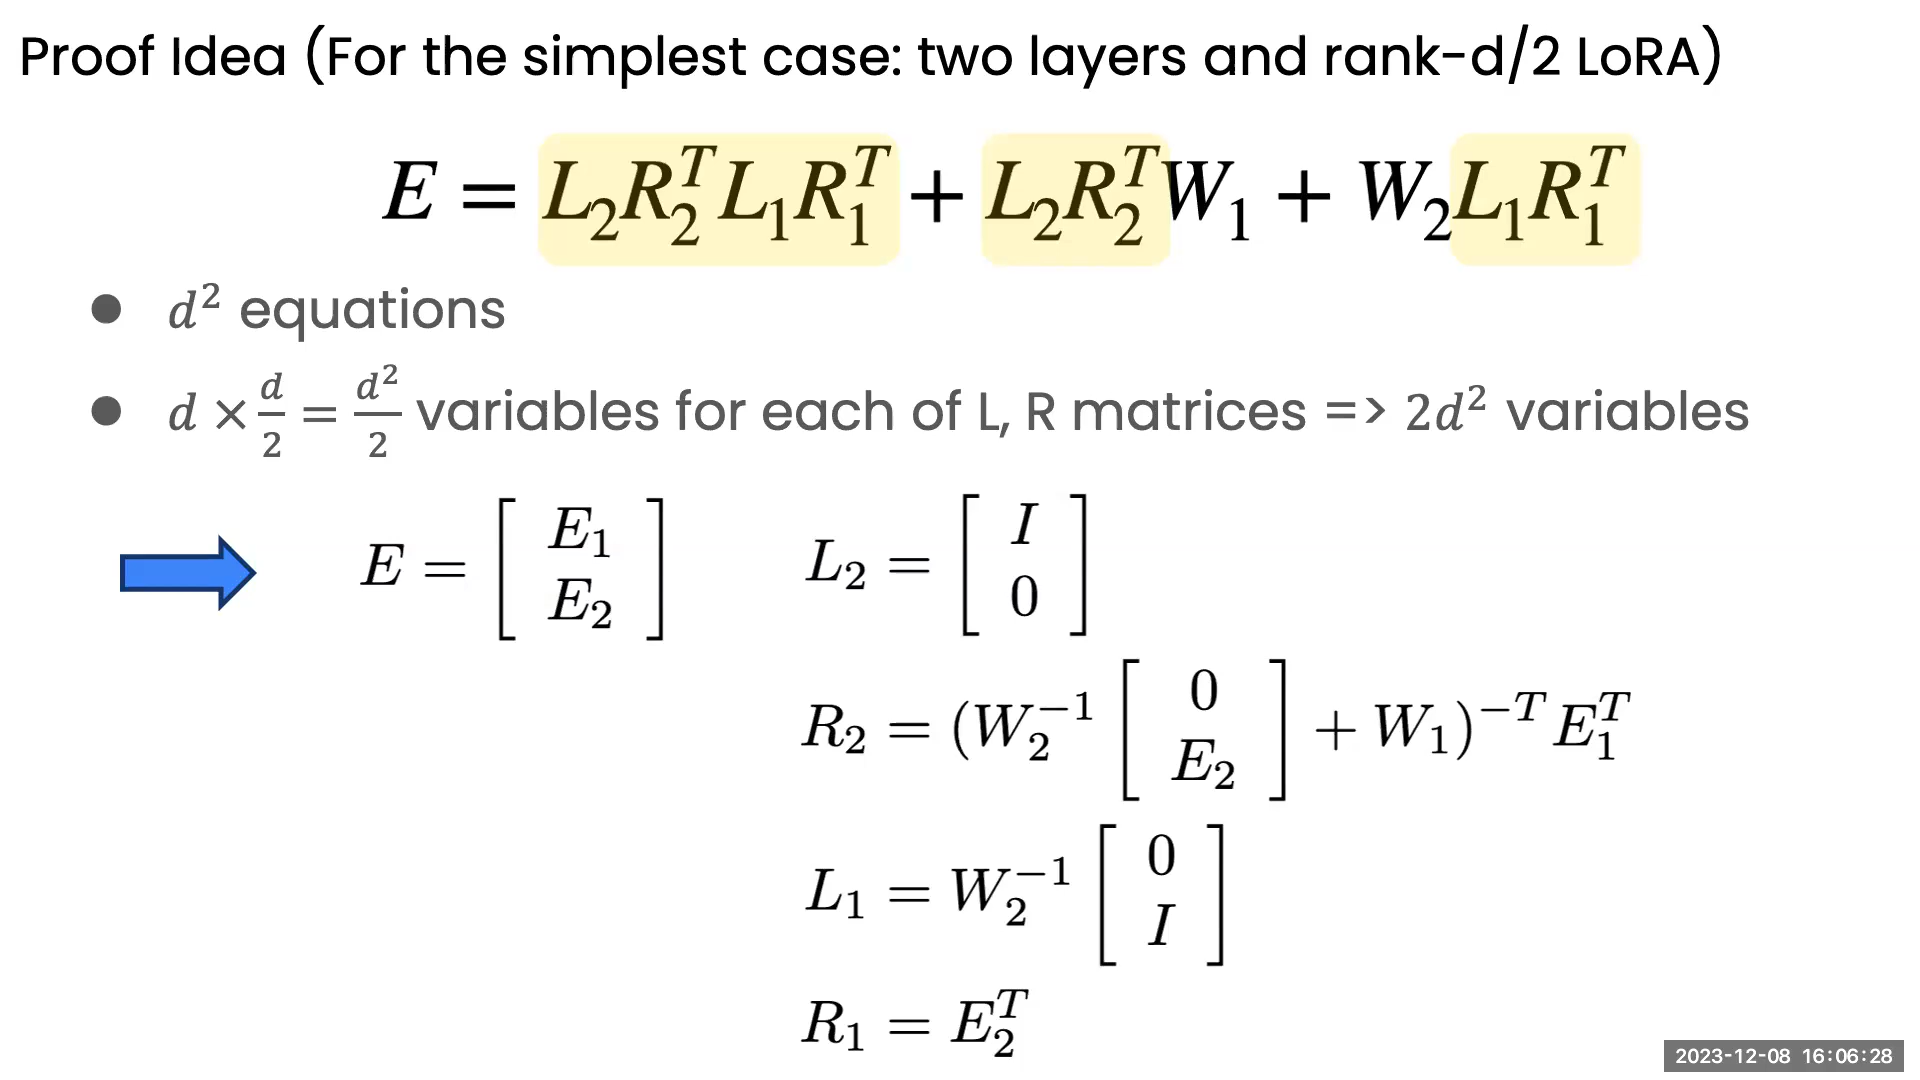 Proof Idea (For the simplest case: two layers and rank-d/2 LoRA)
E = L₂R₂ᵀL₁R₁ᵀ + L₂R₂ᵀW₁ + W₂L₁R₁ᵀ
● d² equations
● d × d/2 = d²/2 variables for each of L, R matrices => 2d² variables
E = [ E₁ ; E₂ ] L₂ = [ I ; 0 ]
R₂ = (W₂⁻¹ [ 0 ; E₂ ] + W₁)⁻ᵀ E₁ᵀ
L₁ = W₂⁻¹ [ 0 ; I ]
R₁ = E₂ᵀ
2023-12-08 16:06:28